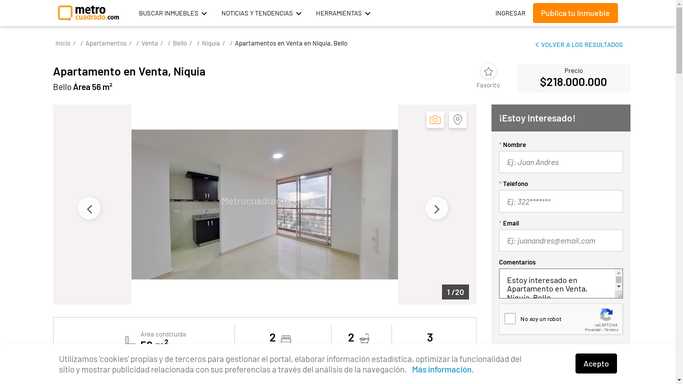 metro
cuadrado.com
BUSCAR INMUEBLES
NOTICIAS Y TENDENCIAS
HERRAMIENTAS
INGRESAR
Publica tu Inmueble
Inicio / / Apartamentos / / Venta / / Bello / / Niquia / / Apartamentos en Venta en Niquia, Bello
VOLVER A LOS RESULTADOS
Apartamento en Venta, Niquia
Bello Area 56 m²
Favorito
Precio
$218.000.000
¡Estoy Interesado!
* Nombre
Ej: Juan Andres
* Telefono
Ej: 322*******
* Email
Ej: juanandres@email.com
Comentarios
Estoy interesado en
Apartamento en Venta,
Niquia, Bello
No soy un robot
reCAPTCHA
Privacidad - Términos
1 / 20
Área construida
2
2
3
Utilizamos 'cookies' propias y de terceros para gestionar el portal, elaborar información estadística, optimizar la funcionalidad del
sitio y mostrar publicidad relacionada con sus preferencias a través del análisis de la navegación. Más información.
Acepto